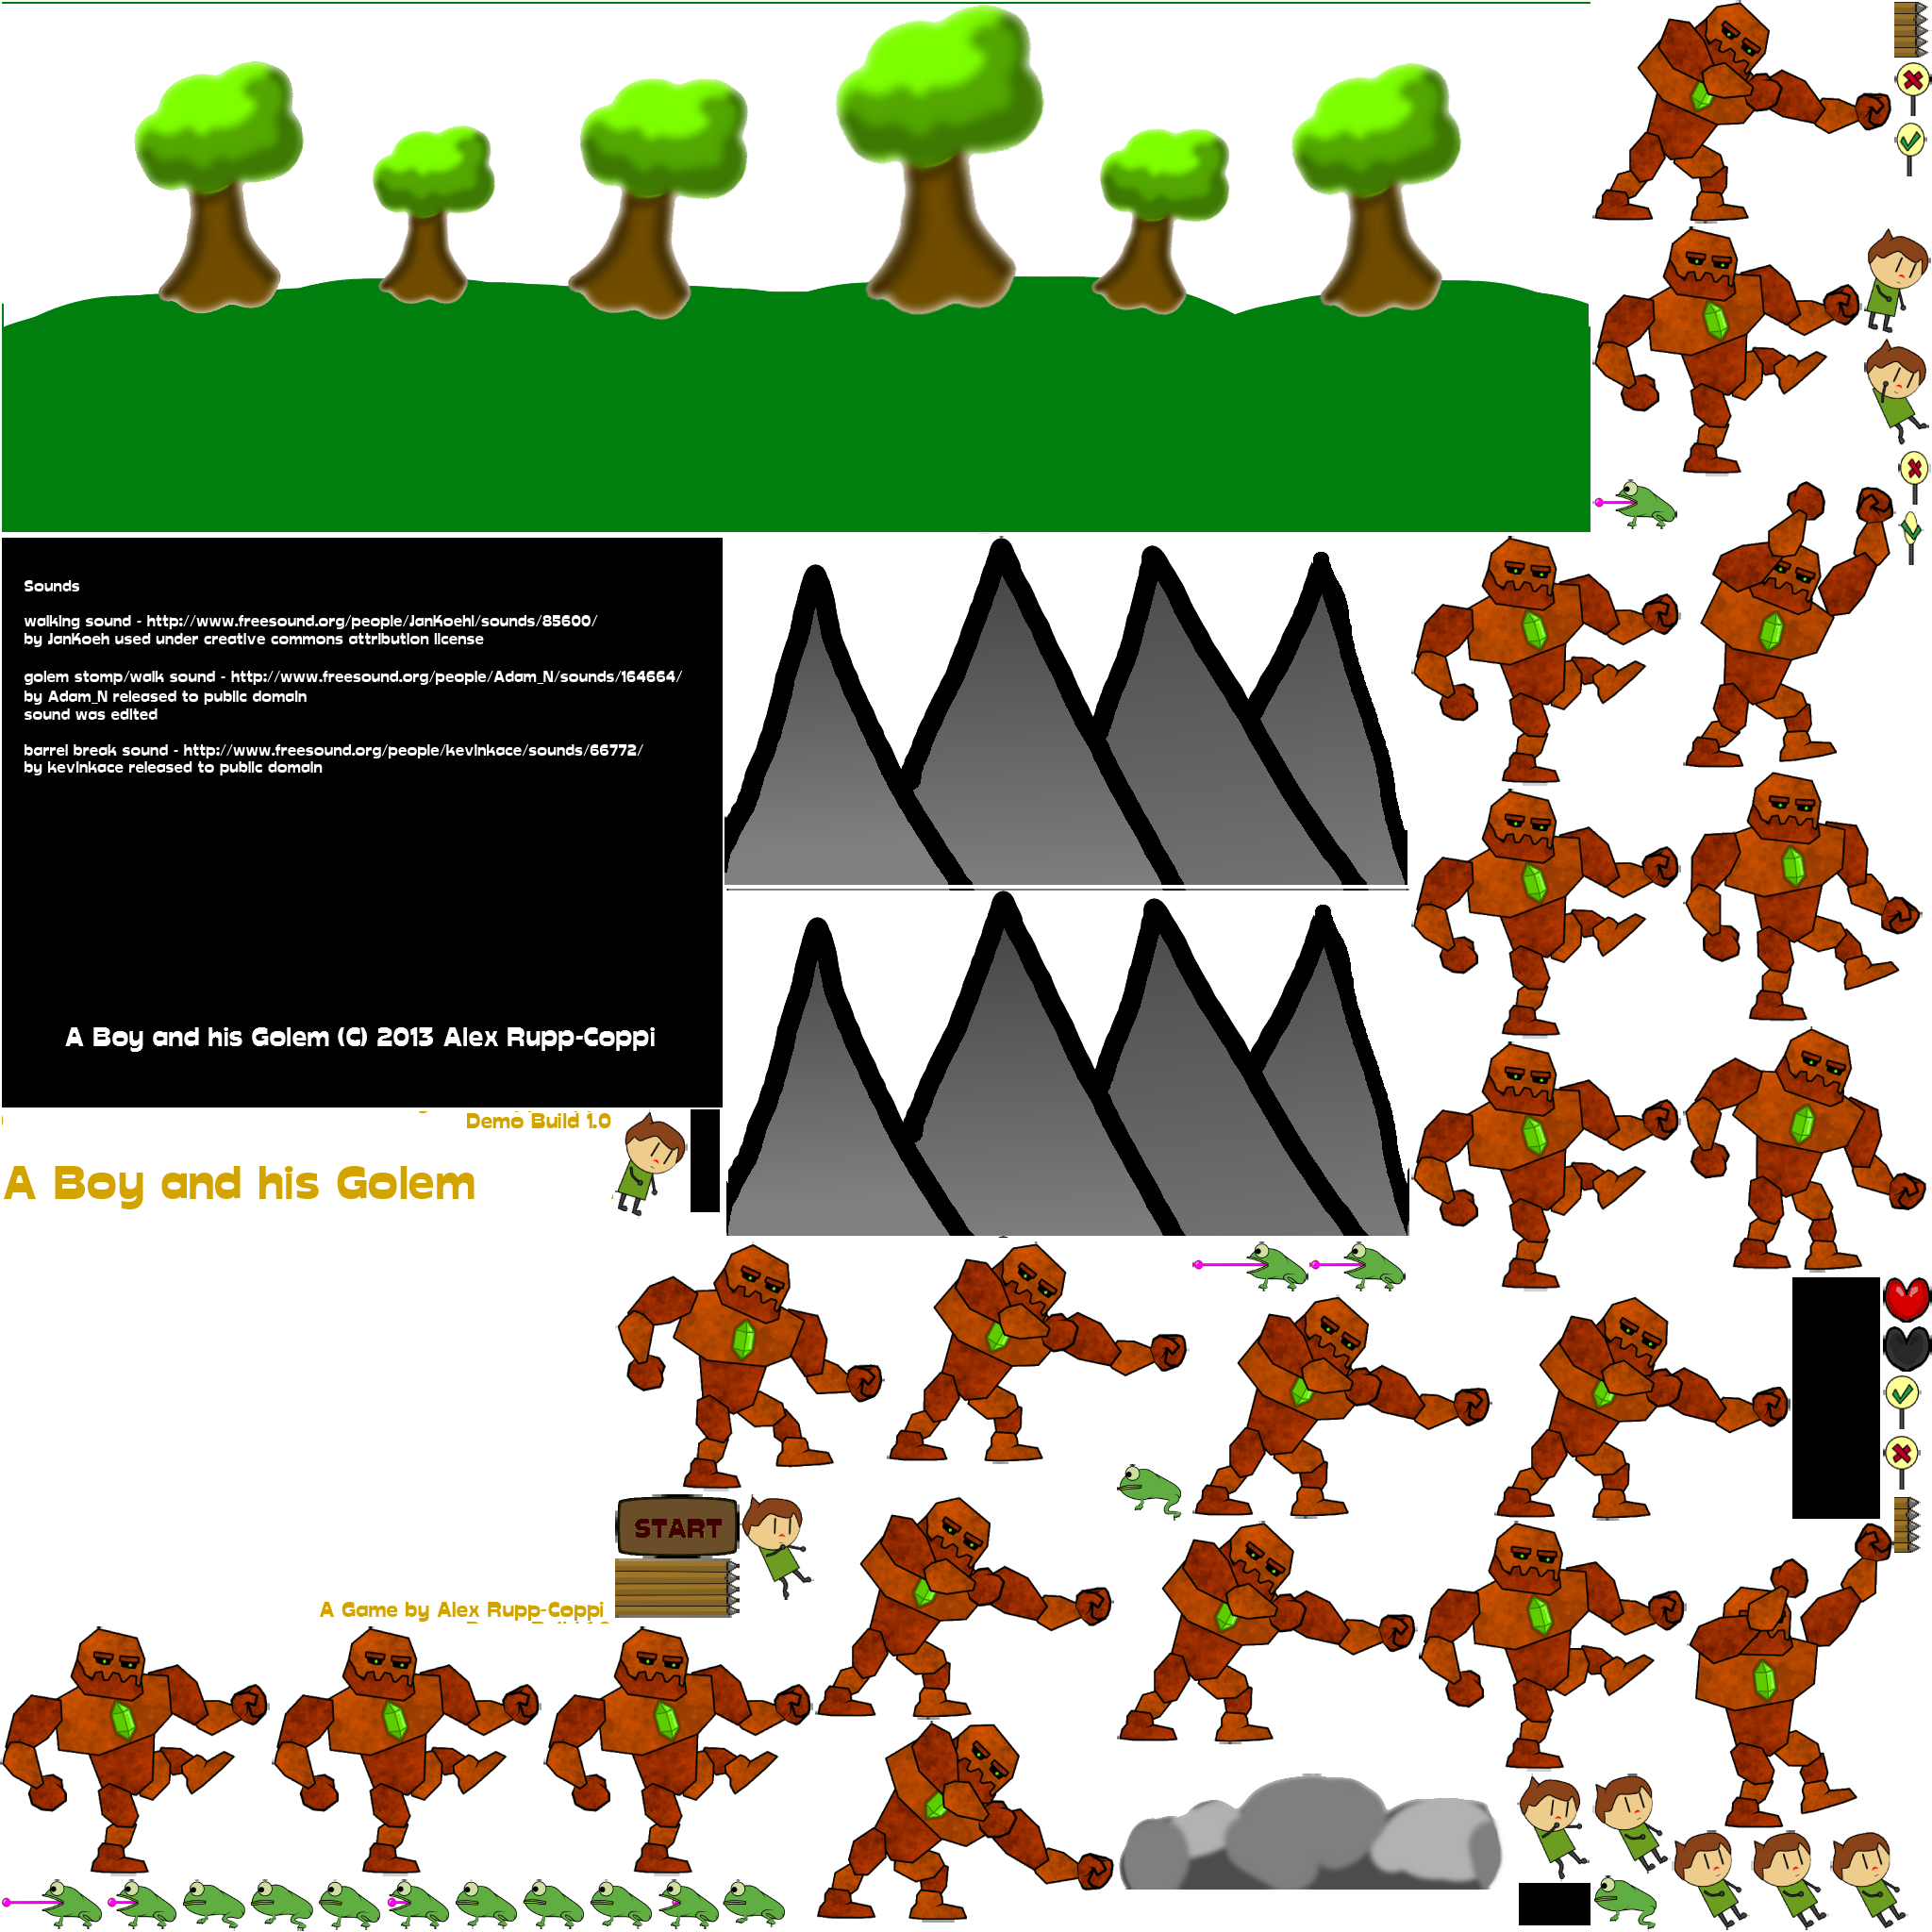 Sounds
walking sound - http://www.freesound.org/people/JanKoehl/sounds/85600/
by JanKoeh used under creative commons attribution license
golem stomp/walk sound - http://www.freesound.org/people/Adam_N/sounds/164664/
by Adam_N released to public domain
sound was edited
barrel break sound - http://www.freesound.org/people/kevinkace/sounds/66772/
by kevinkace released to public domain
A Boy and his Golem (C) 2013 Alex Rupp-Coppi
Demo Build 1.0
A Boy and his Golem
START
A Game by Alex Rupp-Coppi